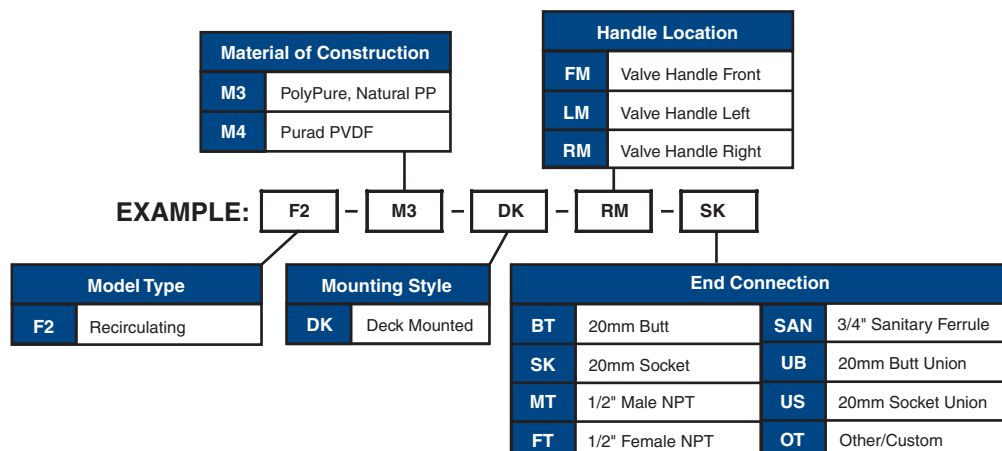 Material of Construction
M3 PolyPure, Natural PP
M4 Purad PVDF
Handle Location
FM Valve Handle Front
LM Valve Handle Left
RM Valve Handle Right
EXAMPLE: F2 – M3 – DK – RM – SK
Model Type
F2 Recirculating
Mounting Style
DK Deck Mounted
End Connection
BT 20mm Butt SAN 3/4" Sanitary Ferrule
SK 20mm Socket UB 20mm Butt Union
MT 1/2" Male NPT US 20mm Socket Union
FT 1/2" Female NPT OT Other/Custom